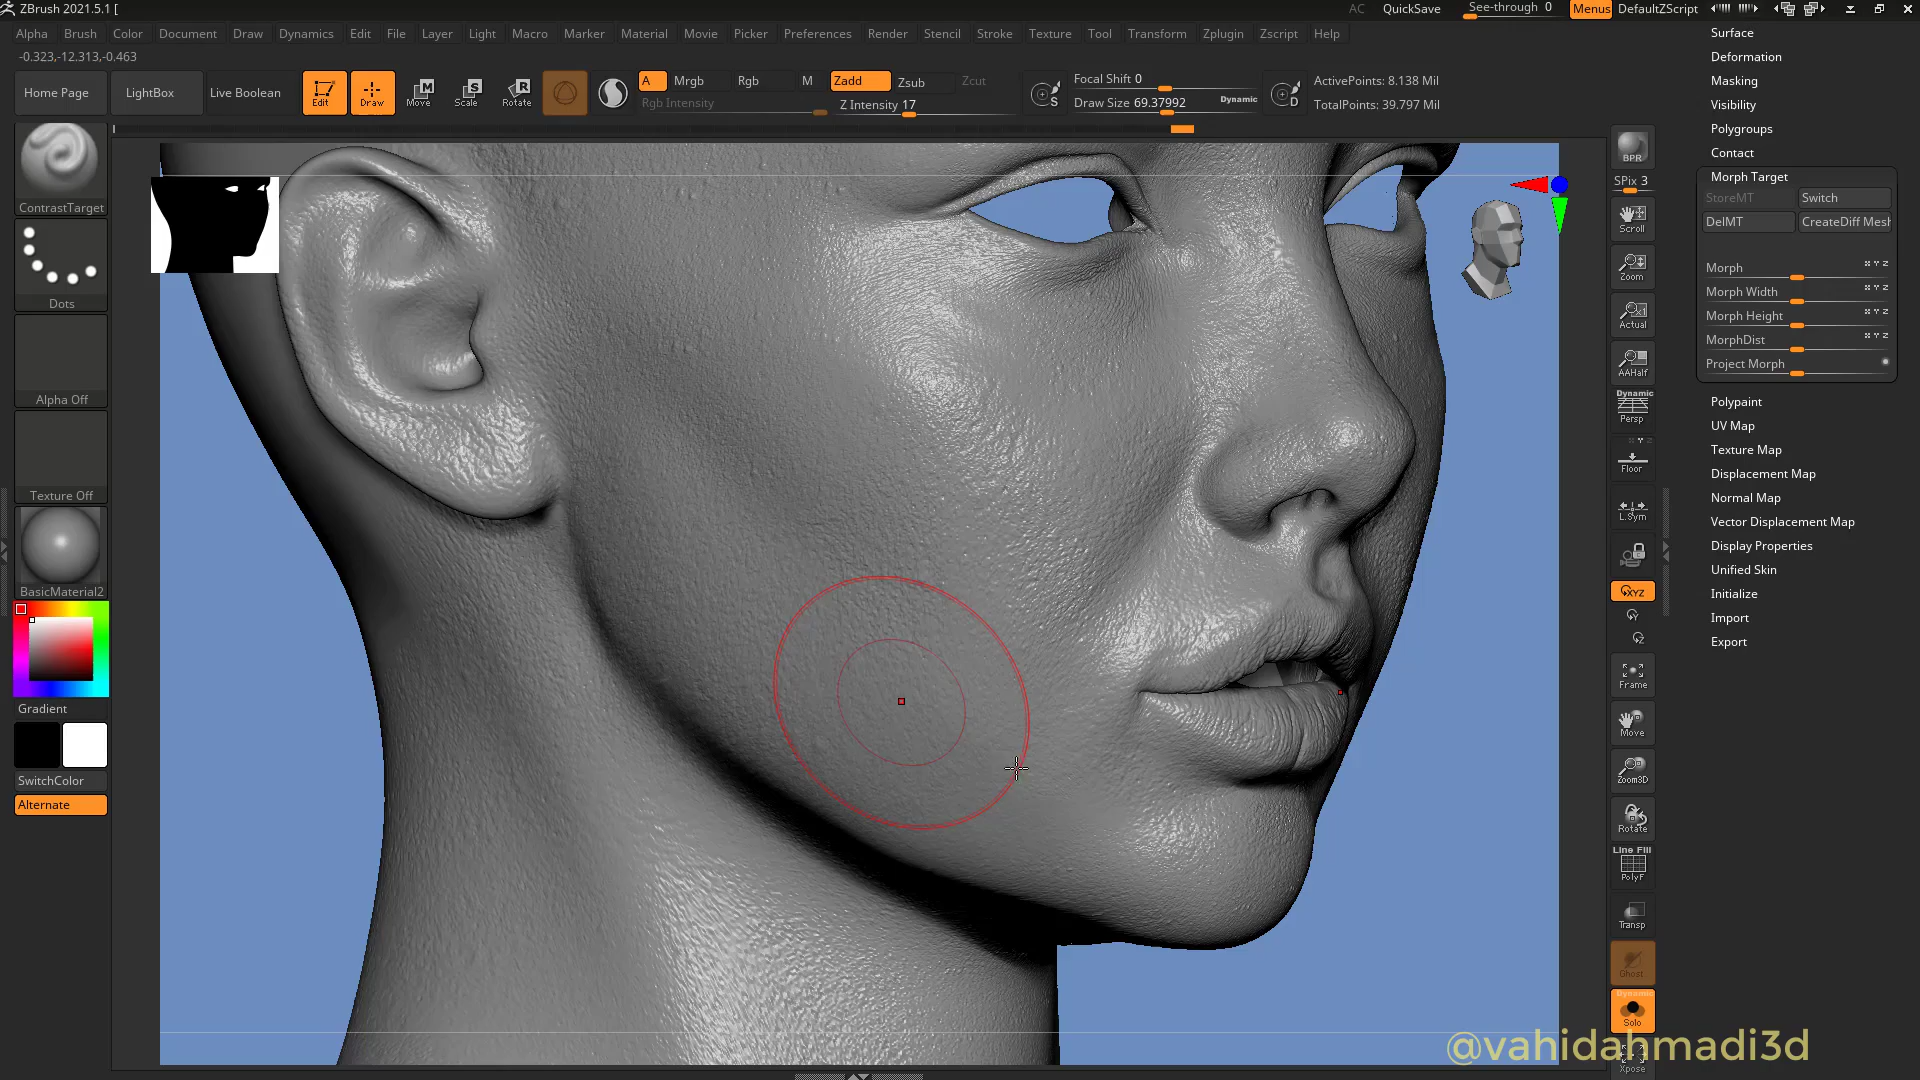 ZBrush 2021.5.1 [
AC QuickSave See-through 0 Menus DefaultZScript
Alpha Brush Color Document Draw Dynamics Edit File Layer Light Macro Marker Material Movie Picker Preferences Render Stencil Stroke Texture Tool Transform Zplugin Zscript Help
-0.323,-12.313,-0.463
Home Page LightBox Live Boolean Edit Draw Move Scale Rotate
A Mrgb Rgb M Zadd Zsub Zcut
Rgb Intensity Z Intensity 17
Focal Shift 0
Draw Size 69.37992 Dynamic
ActivePoints: 8.138 Mil
TotalPoints: 39.797 Mil
ContrastTarget
Dots
Alpha Off
Texture Off
BasicMaterial2
Gradient
SwitchColor
Alternate
BPR
SPix 3
Scroll
Zoom
Actual
AAHalf
Dynamic
Persp
Floor
L.Sym
XYZ
Frame
Move
Zoom3D
Rotate
Line Fill
PolyF
Transp
Ghost
Dynamic
Solo
Xpose
Surface
Deformation
Masking
Visibility
Polygroups
Contact
Morph Target
StoreMT Switch
DelMT CreateDiff Mesh
Morph
Morph Width
Morph Height
MorphDist
Project Morph
Polypaint
UV Map
Texture Map
Displacement Map
Normal Map
Vector Displacement Map
Display Properties
Unified Skin
Initialize
Import
Export
@vahidahmadi3d